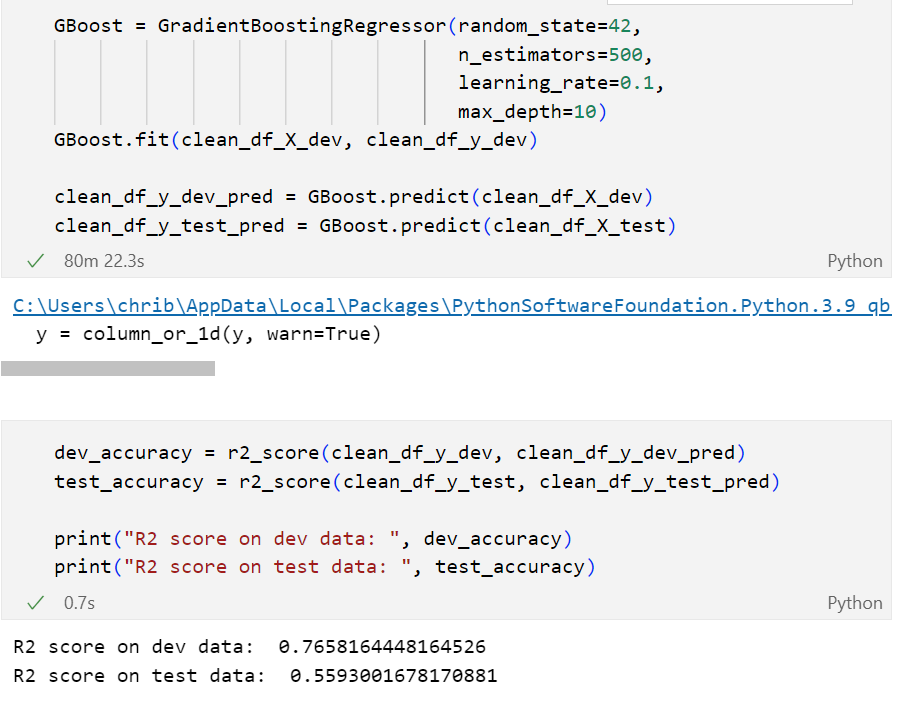 GBoost = GradientBoostingRegressor(random_state=42,
n_estimators=500,
learning_rate=0.1,
max_depth=10)
GBoost.fit(clean_df_X_dev, clean_df_y_dev)
clean_df_y_dev_pred = GBoost.predict(clean_df_X_dev)
clean_df_y_test_pred = GBoost.predict(clean_df_X_test)
80m 22.3s
Python
C:\Users\chrib\AppData\Local\Packages\PythonSoftwareFoundation.Python.3.9_qb
y = column_or_1d(y, warn=True)
dev_accuracy = r2_score(clean_df_y_dev, clean_df_y_dev_pred)
test_accuracy = r2_score(clean_df_y_test, clean_df_y_test_pred)
print("R2 score on dev data: ", dev_accuracy)
print("R2 score on test data: ", test_accuracy)
0.7s
Python
R2 score on dev data:  0.7658164448164526
R2 score on test data:  0.5593001678170881